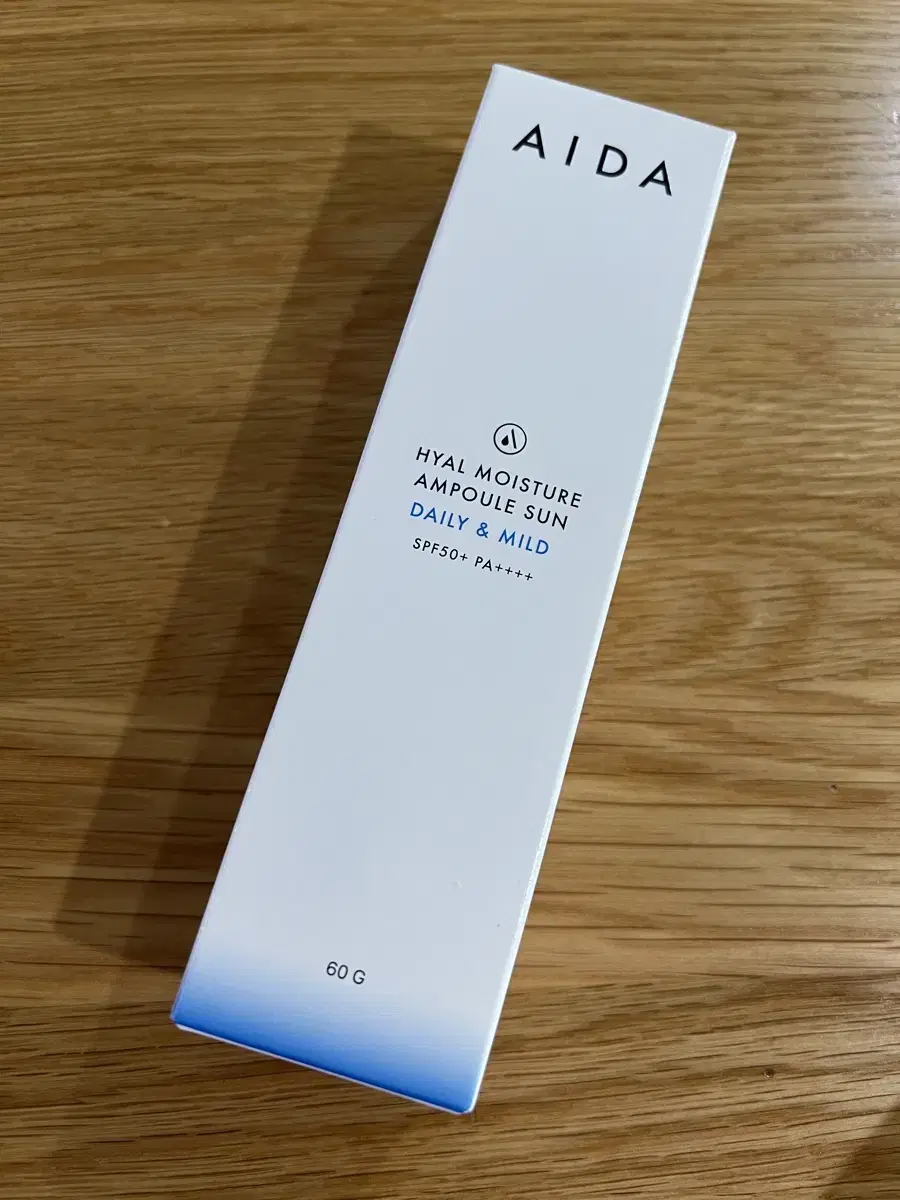 AIDA
HYAL MOISTURE
AMPOULE SUN
DAILY & MILD
SPF50+ PA++++
60 G